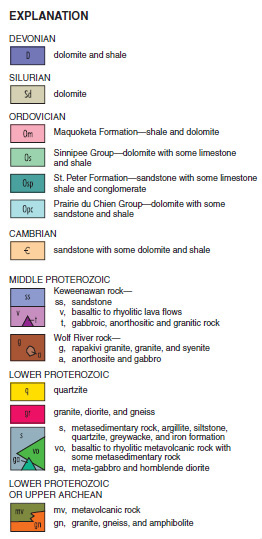 EXPLANATION
DEVONIAN
D dolomite and shale
SILURIAN
Sd dolomite
ORDOVICIAN
Om Maquoketa Formation—shale and dolomite
Os Sinnipee Group—dolomite with some limestone
and shale
Osp St. Peter Formation—sandstone with some limestone
shale and conglomerate
Opc Prairie du Chien Group—dolomite with some
sandstone and shale
CAMBRIAN
Є sandstone with some dolomite and shale
MIDDLE PROTEROZOIC
Keweenawan rock—
ss ss, sandstone
v v, basaltic to rhyolitic lava flows
t t, gabbroic, anorthositic and granitic rock
Wolf River rock—
g g, rapakivi granite, granite, and syenite
a a, anorthosite and gabbro
LOWER PROTEROZOIC
q quartzite
gr granite, diorite, and gneiss
s s, metasedimentary rock, argillite, siltstone,
quartzite, greywacke, and iron formation
vo vo, basaltic to rhyolitic metavolcanic rock with
some metasedimentary rock
ga ga, meta-gabbro and hornblende diorite
LOWER PROTEROZOIC
OR UPPER ARCHEAN
mv mv, metavolcanic rock
gn gn, granite, gneiss, and amphibolite